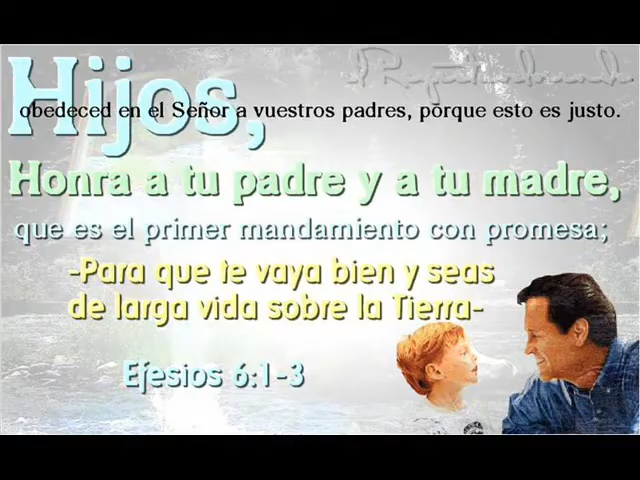 Hijos,
obedeced en el Señor a vuestros padres, porque esto es justo.
Honra a tu padre y a tu madre,
que es el primer mandamiento con promesa;
-Para que te vaya bien y seas
de larga vida sobre la Tierra-
Efesios 6:1-3